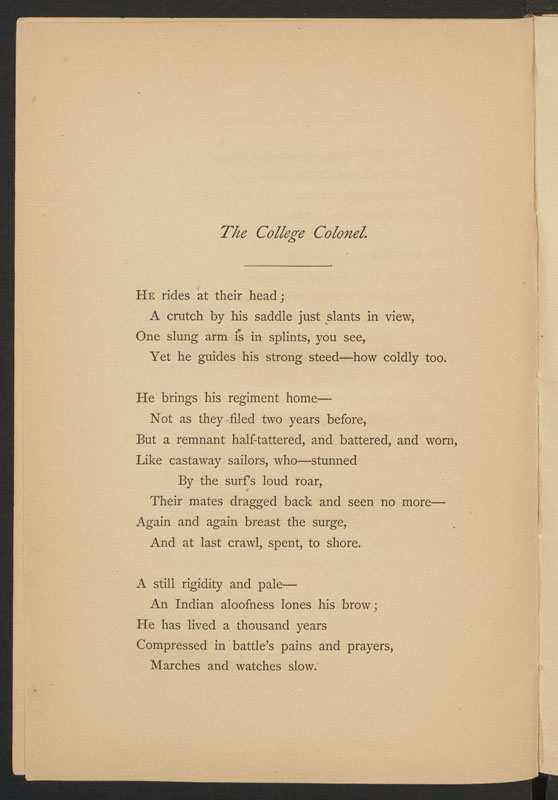 The College Colonel.
HE rides at their head;
A crutch by his saddle just slants in view,
One slung arm is in splints, you see,
Yet he guides his strong steed—how coldly too.
He brings his regiment home—
Not as they filed two years before,
But a remnant half-tattered, and battered, and worn,
Like castaway sailors, who—stunned
By the surf's loud roar,
Their mates dragged back and seen no more—
Again and again breast the surge,
And at last crawl, spent, to shore.
A still rigidity and pale—
An Indian aloofness lones his brow;
He has lived a thousand years
Compressed in battle's pains and prayers,
Marches and watches slow.